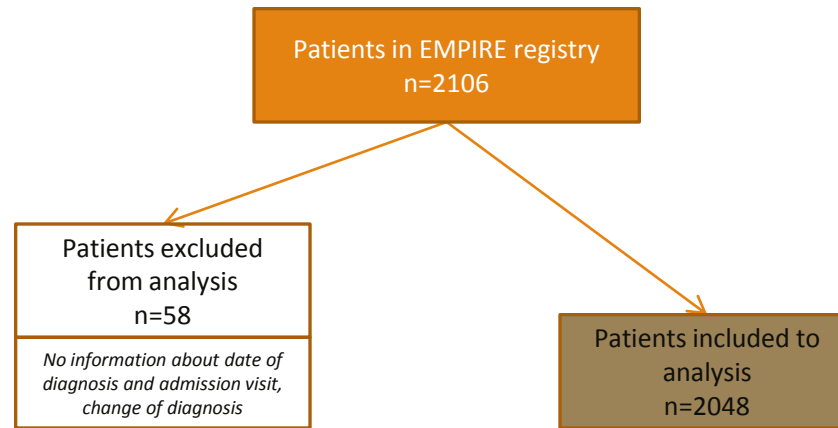 Patients in EMPIRE registry
n=2106
Patients excluded
from analysis
n=58
No information about date of
diagnosis and admission visit,
change of diagnosis
Patients included to
analysis
n=2048